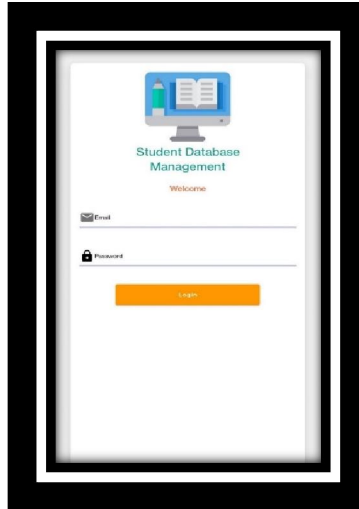 Student Database
Management
Welcome
Email
Password
Login